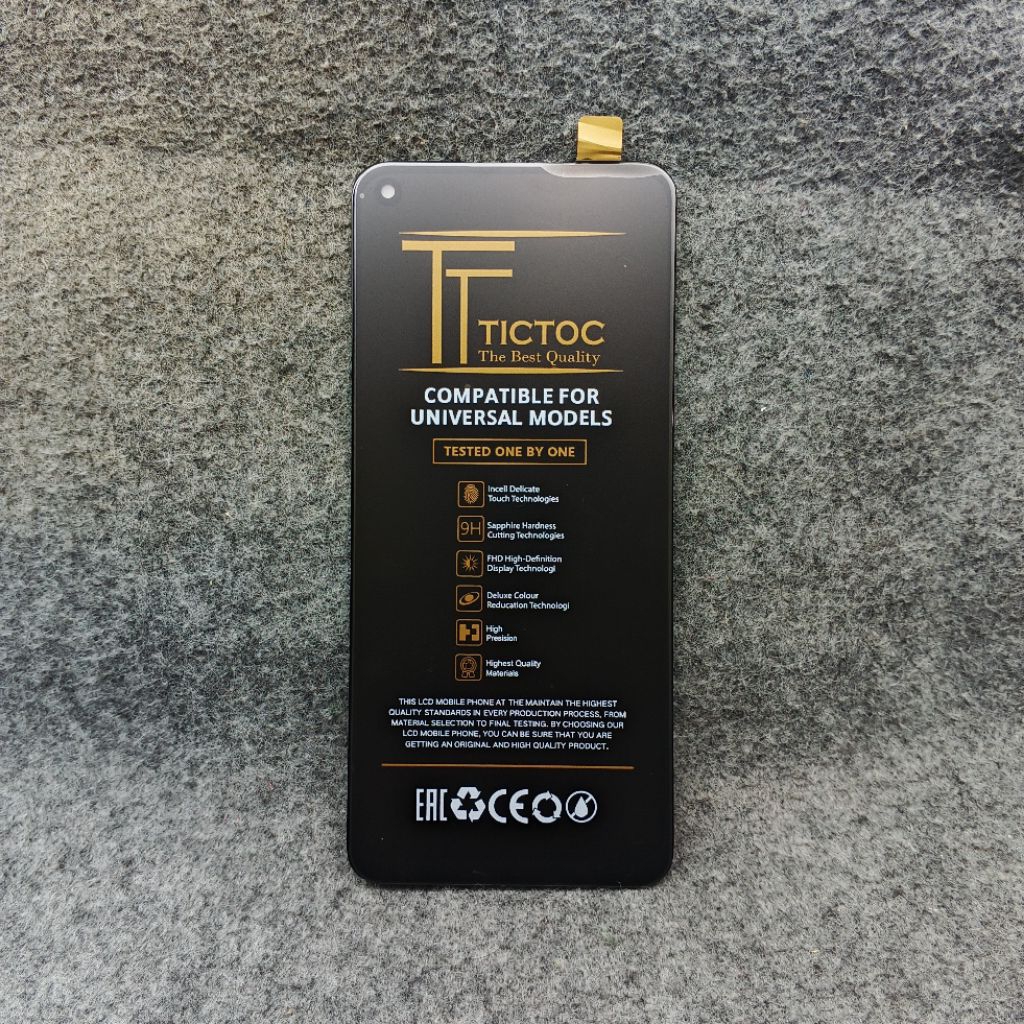 TT
TICTOC
The Best Quality
COMPATIBLE FOR
UNIVERSAL MODELS
TESTED ONE BY ONE
Incell Delicate
Touch Technologies
9H
Sapphire Hardness
Cutting Technologies
FHD High-Definition
Display Technologi
Deluxe Colour
Reducation Technologi
High
Presision
Highest Quality
Materials
THIS LCD MOBILE PHONE AT THE MAINTAIN THE HIGHEST
QUALITY STANDARDS IN EVERY PRODUCTION PROCESS, FROM
MATERIAL SELECTION TO FINAL TESTING. BY CHOOSING OUR
LCD MOBILE PHONE, YOU CAN BE SURE THAT YOU ARE
GETTING AN ORIGINAL AND HIGH QUALITY PRODUCT.
EAC CE